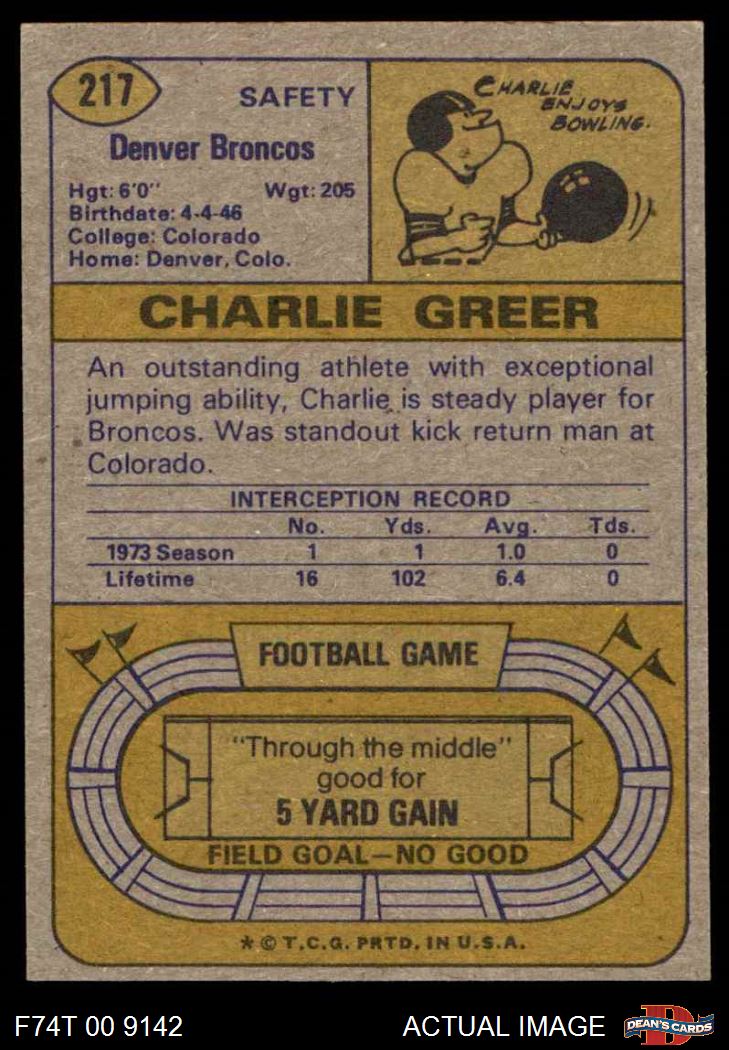 217
SAFETY
Denver Broncos
Hgt: 6'0" Wgt: 205
Birthdate: 4-4-46
College: Colorado
Home: Denver, Colo.
CHARLIE
ENJOYS
BOWLING.
CHARLIE GREER
An outstanding athlete with exceptional
jumping ability, Charlie is steady player for
Broncos. Was standout kick return man at
Colorado.
INTERCEPTION RECORD
No. Yds. Avg. Tds.
1973 Season 1 1 1.0 0
Lifetime 16 102 6.4 0
FOOTBALL GAME
"Through the middle"
good for
5 YARD GAIN
FIELD GOAL—NO GOOD
* © T.C.G. PRTD. IN U.S.A.
F74T 00 9142 ACTUAL IMAGE
D
DEAN'S CARDS